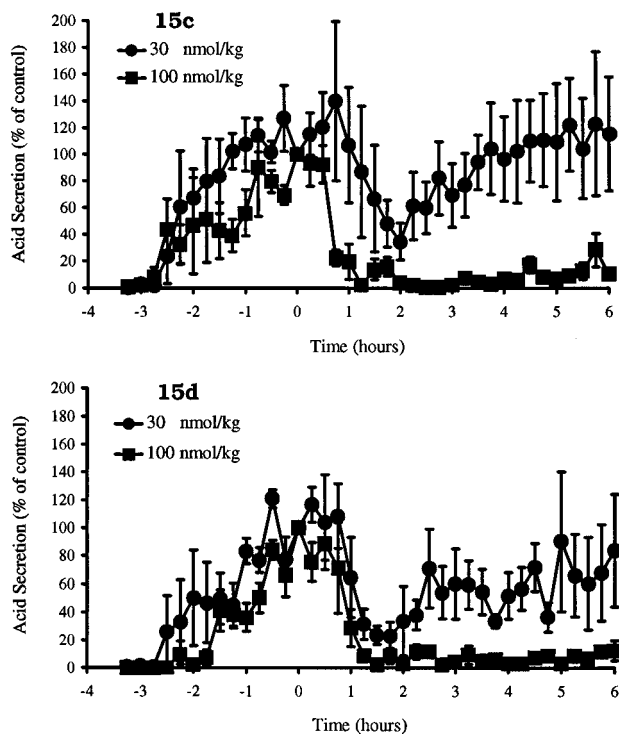 15c
30 nmol/kg
100 nmol/kg
Acid Secretion (% of control)
200
180
160
140
120
100
80
60
40
20
0
-4 -3 -2 -1 0 1 2 3 4 5 6
Time (hours)
15d
30 nmol/kg
100 nmol/kg
Acid Secretion (% of control)
200
180
160
140
120
100
80
60
40
20
0
-4 -3 -2 -1 0 1 2 3 4 5 6
Time (hours)